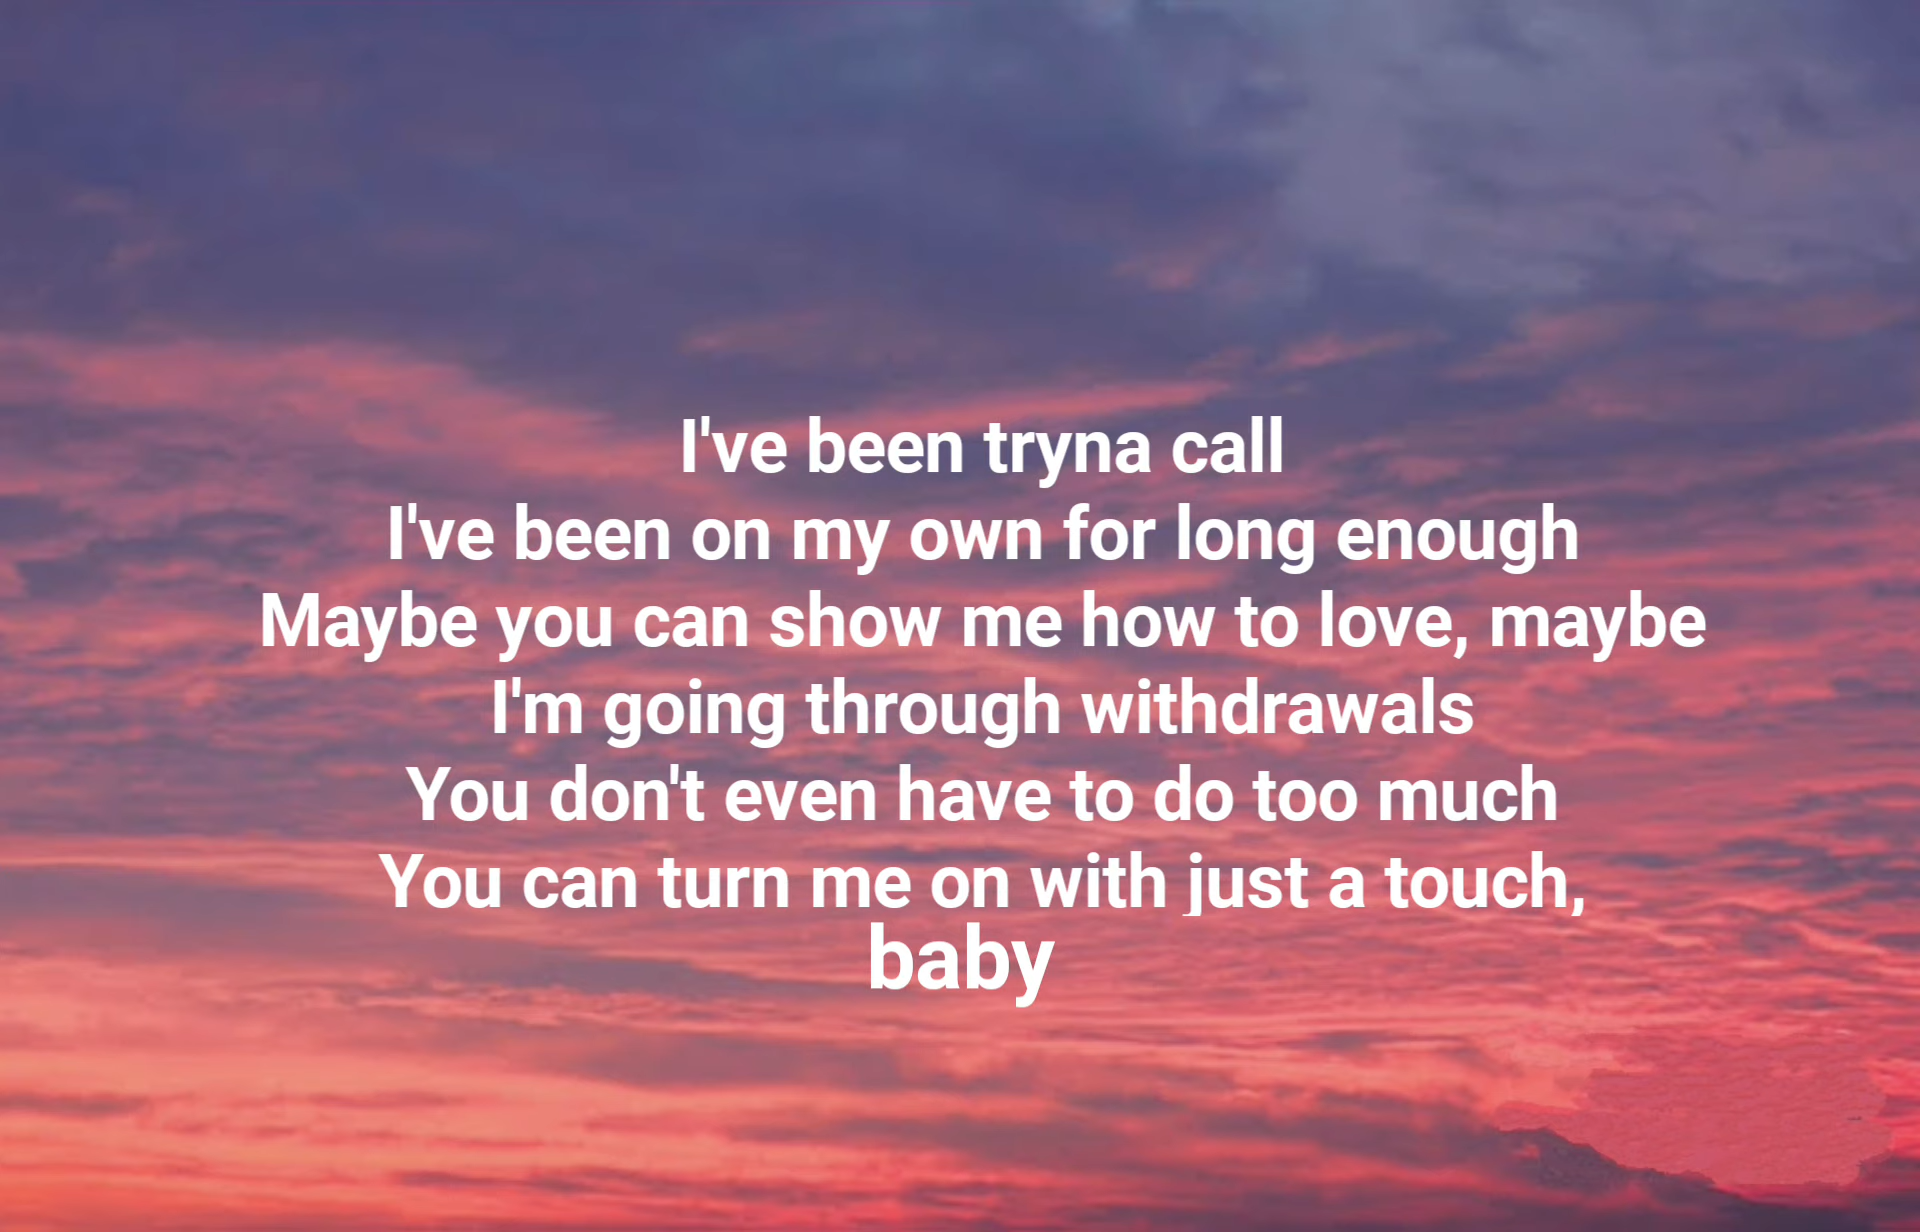 I've been tryna call
I've been on my own for long enough
Maybe you can show me how to love, maybe
I'm going through withdrawals
You don't even have to do too much
You can turn me on with just a touch,
baby